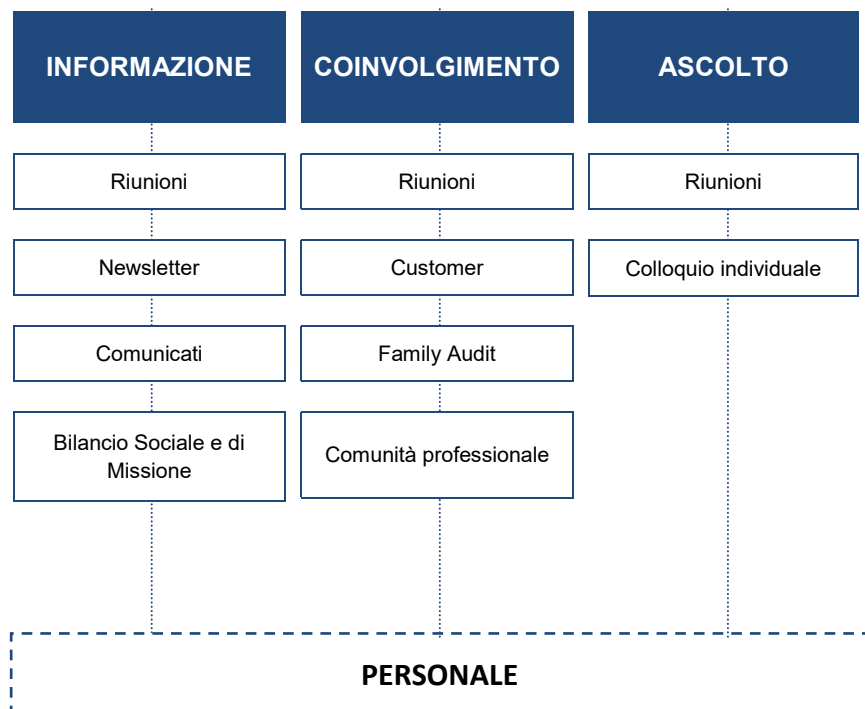 INFORMAZIONE
COINVOLGIMENTO
ASCOLTO
Riunioni
Riunioni
Riunioni
Newsletter
Customer
Colloquio individuale
Comunicati
Family Audit
Bilancio Sociale e di
Missione
Comunità professionale
PERSONALE